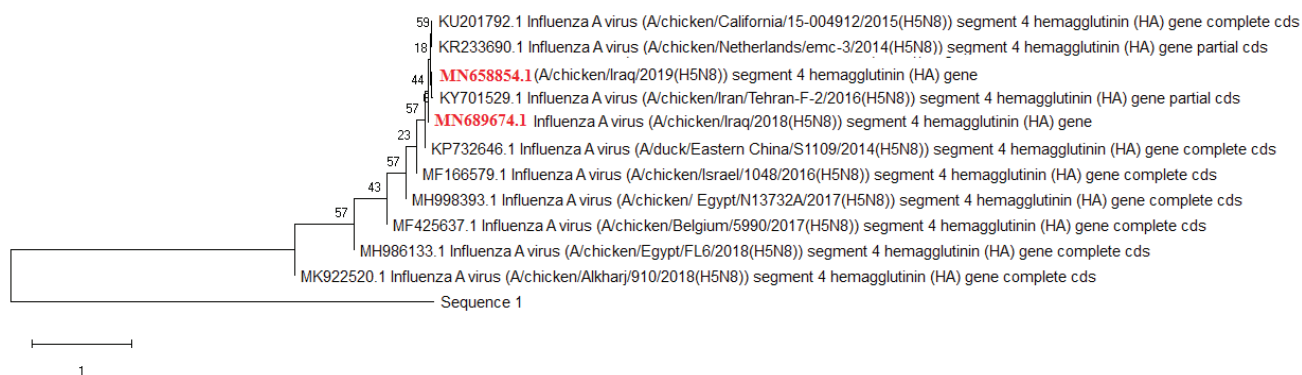 59 KU201792.1 Influenza A virus (A/chicken/California/15-004912/2015(H5N8)) segment 4 hemagglutinin (HA) gene complete cds
18 KR233690.1 Influenza A virus (A/chicken/Netherlands/emc-3/2014(H5N8)) segment 4 hemagglutinin (HA) gene partial cds
44 MN658854.1 (A/chicken/Iraq/2019(H5N8)) segment 4 hemagglutinin (HA) gene
KY701529.1 Influenza A virus (A/chicken/Iran/Tehran-F-2/2016(H5N8)) segment 4 hemagglutinin (HA) gene partial cds
57 MN689674.1 Influenza A virus (A/chicken/Iraq/2018(H5N8)) segment 4 hemagglutinin (HA) gene
23 KP732646.1 Influenza A virus (A/duck/Eastern China/S1109/2014(H5N8)) segment 4 hemagglutinin (HA) gene complete cds
57 MF166579.1 Influenza A virus (A/chicken/Israel/1048/2016(H5N8)) segment 4 hemagglutinin (HA) gene complete cds
43 MH998393.1 Influenza A virus (A/chicken/ Egypt/N13732A/2017(H5N8)) segment 4 hemagglutinin (HA) gene complete cds
57 MF425637.1 Influenza A virus (A/chicken/Belgium/5990/2017(H5N8)) segment 4 hemagglutinin (HA) gene complete cds
MH986133.1 Influenza A virus (A/chicken/Egypt/FL6/2018(H5N8)) segment 4 hemagglutinin (HA) gene complete cds
MK922520.1 Influenza A virus (A/chicken/Alkharj/910/2018(H5N8)) segment 4 hemagglutinin (HA) gene complete cds
Sequence 1
1